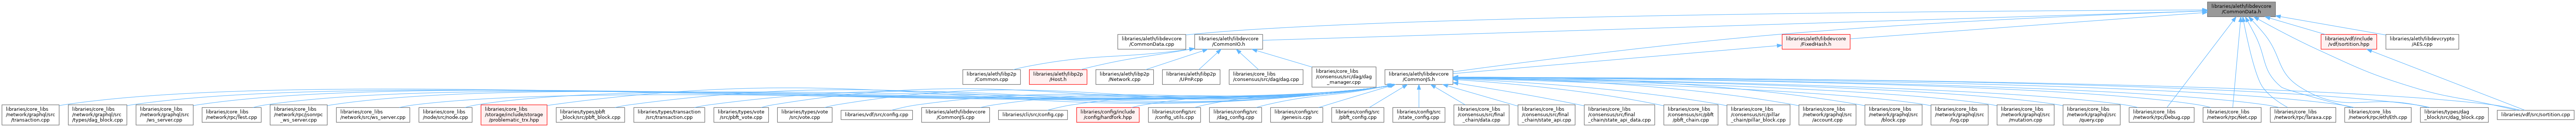 libraries/aleth/libdevcore
/CommonData.h
libraries/aleth/libdevcore
/CommonData.cpp
libraries/aleth/libdevcore
/CommonIO.h
libraries/aleth/libdevcore
/FixedHash.h
libraries/vdf/include
/vdf/sortition.hpp
libraries/aleth/libdevcrypto
/AES.cpp
libraries/aleth/libp2p
/Common.cpp
libraries/aleth/libp2p
/Host.h
libraries/aleth/libp2p
/Network.cpp
libraries/aleth/libp2p
/UPnP.cpp
libraries/core_libs
/consensus/src/dag/dag.cpp
libraries/core_libs
/consensus/src/dag/dag
_manager.cpp
libraries/aleth/libdevcore
/CommonJS.h
libraries/core_libs
/network/graphql/src
/transaction.cpp
libraries/core_libs
/network/graphql/src
/types/dag_block.cpp
libraries/core_libs
/network/graphql/src
/ws_server.cpp
libraries/core_libs
/network/rpc/Test.cpp
libraries/core_libs
/network/rpc/jsonrpc
_ws_server.cpp
libraries/core_libs
/network/src/ws_server.cpp
libraries/core_libs
/node/src/node.cpp
libraries/core_libs
/storage/include/storage
/problematic_trx.hpp
libraries/types/pbft
_block/src/pbft_block.cpp
libraries/types/transaction
/src/transaction.cpp
libraries/types/vote
/src/pbft_vote.cpp
libraries/types/vote
/src/vote.cpp
libraries/vdf/src/config.cpp
libraries/aleth/libdevcore
/CommonJS.cpp
libraries/cli/src/config.cpp
libraries/config/include
/config/hardfork.hpp
libraries/config/src
/config_utils.cpp
libraries/config/src
/dag_config.cpp
libraries/config/src
/genesis.cpp
libraries/config/src
/pbft_config.cpp
libraries/config/src
/state_config.cpp
libraries/core_libs
/consensus/src/final
_chain/data.cpp
libraries/core_libs
/consensus/src/final
_chain/state_api.cpp
libraries/core_libs
/consensus/src/final
_chain/state_api_data.cpp
libraries/core_libs
/consensus/src/pbft
/pbft_chain.cpp
libraries/core_libs
/consensus/src/pillar
_chain/pillar_block.cpp
libraries/core_libs
/network/graphql/src
/account.cpp
libraries/core_libs
/network/graphql/src
/block.cpp
libraries/core_libs
/network/graphql/src
/log.cpp
libraries/core_libs
/network/graphql/src
/mutation.cpp
libraries/core_libs
/network/graphql/src
/query.cpp
libraries/core_libs
/network/rpc/Debug.cpp
libraries/core_libs
/network/rpc/Net.cpp
libraries/core_libs
/network/rpc/Taraxa.cpp
libraries/core_libs
/network/rpc/eth/Eth.cpp
libraries/types/dag
_block/src/dag_block.cpp
libraries/vdf/src/sortition.cpp